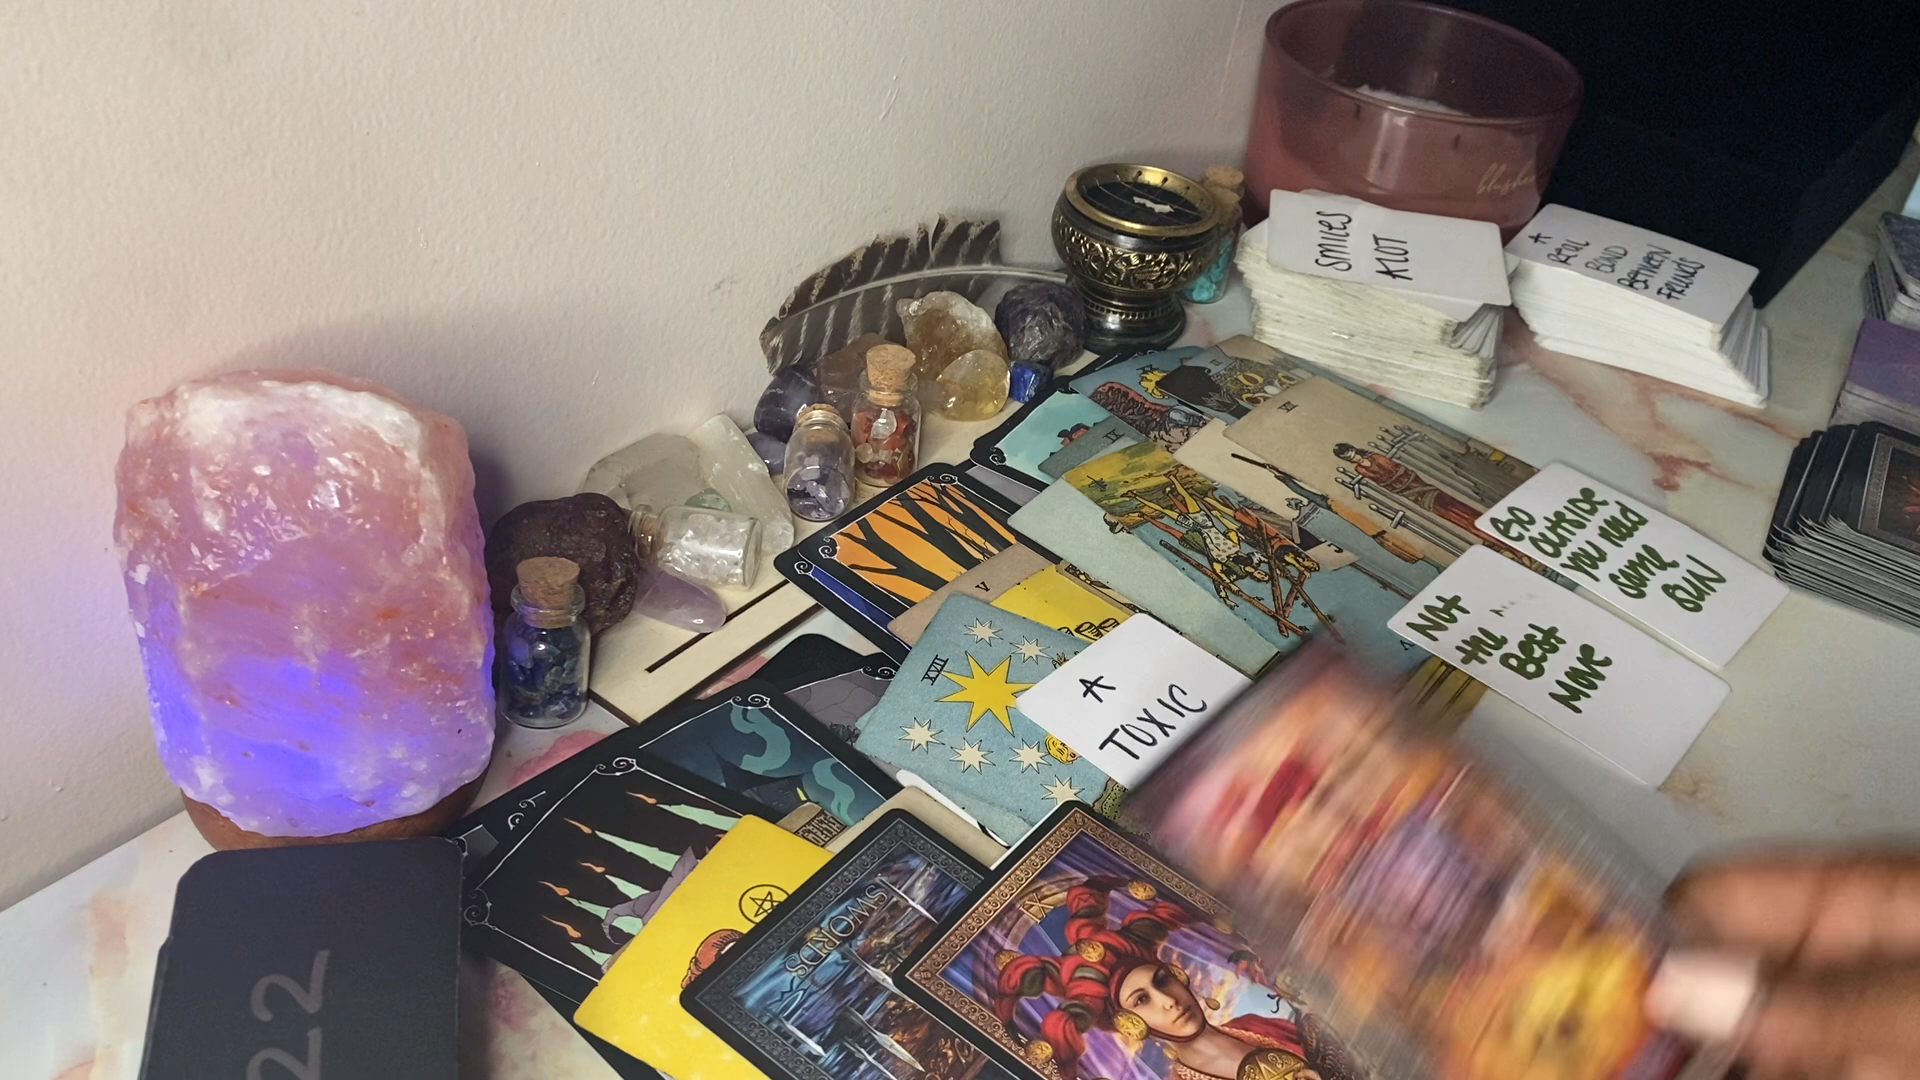 SMILES
ALOT
A
REAL
BOND
BETWEEN
FRIENDS
VII
GO
OUTSIDE
you need
some
SUN
Not
the
Best
Move
V
XVII
A
TOXIC
SWORDS
22